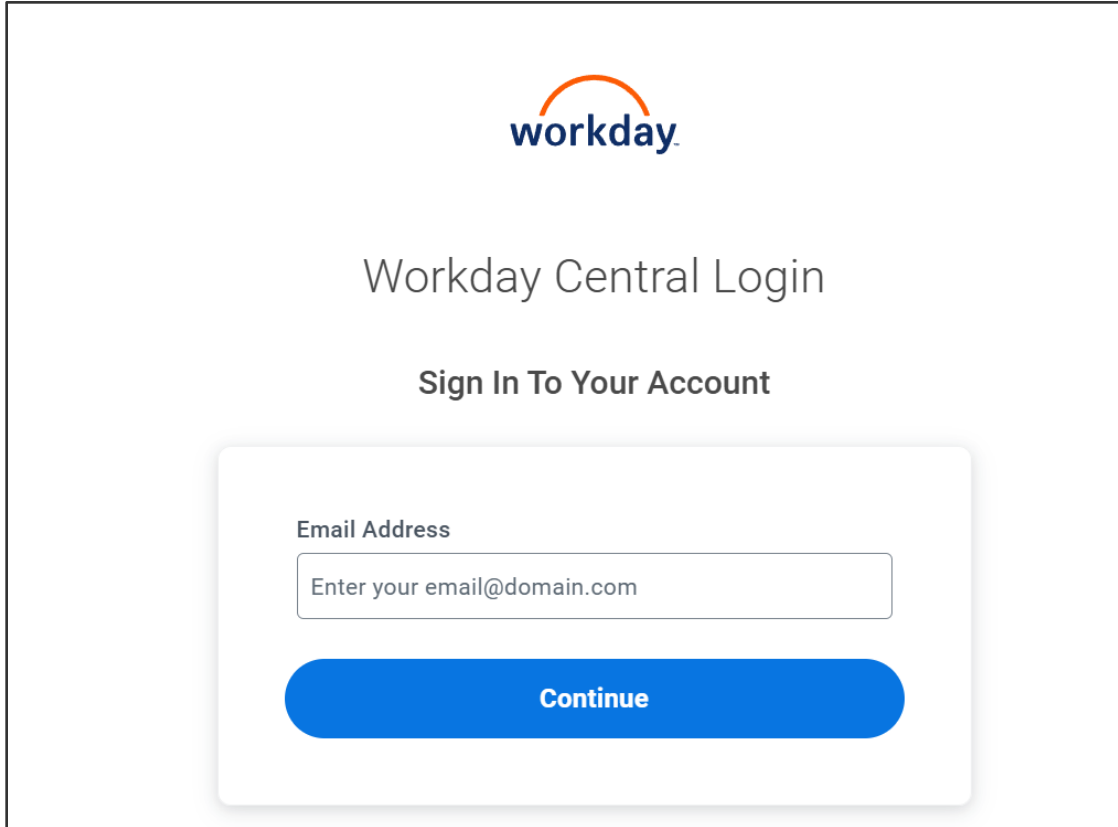 workday
Workday Central Login
Sign In To Your Account
Email Address
Enter your email@domain.com
Continue